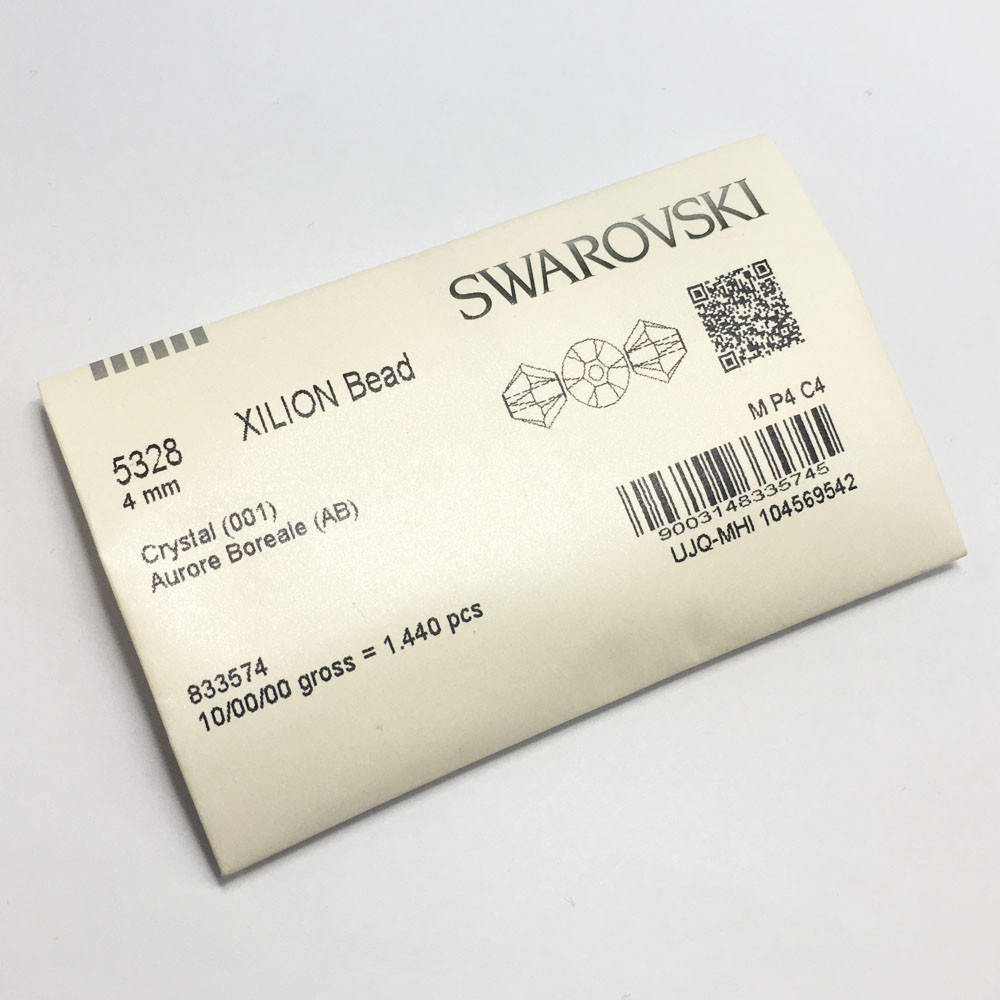 SWAROVSKI
XILION Bead
5328
4 mm
Crystal (001)
Aurore Boreale (AB)
833574
10/00/00 gross = 1.440 pcs
M P4 C4
9003148335745
UJQ-MHI 104569542